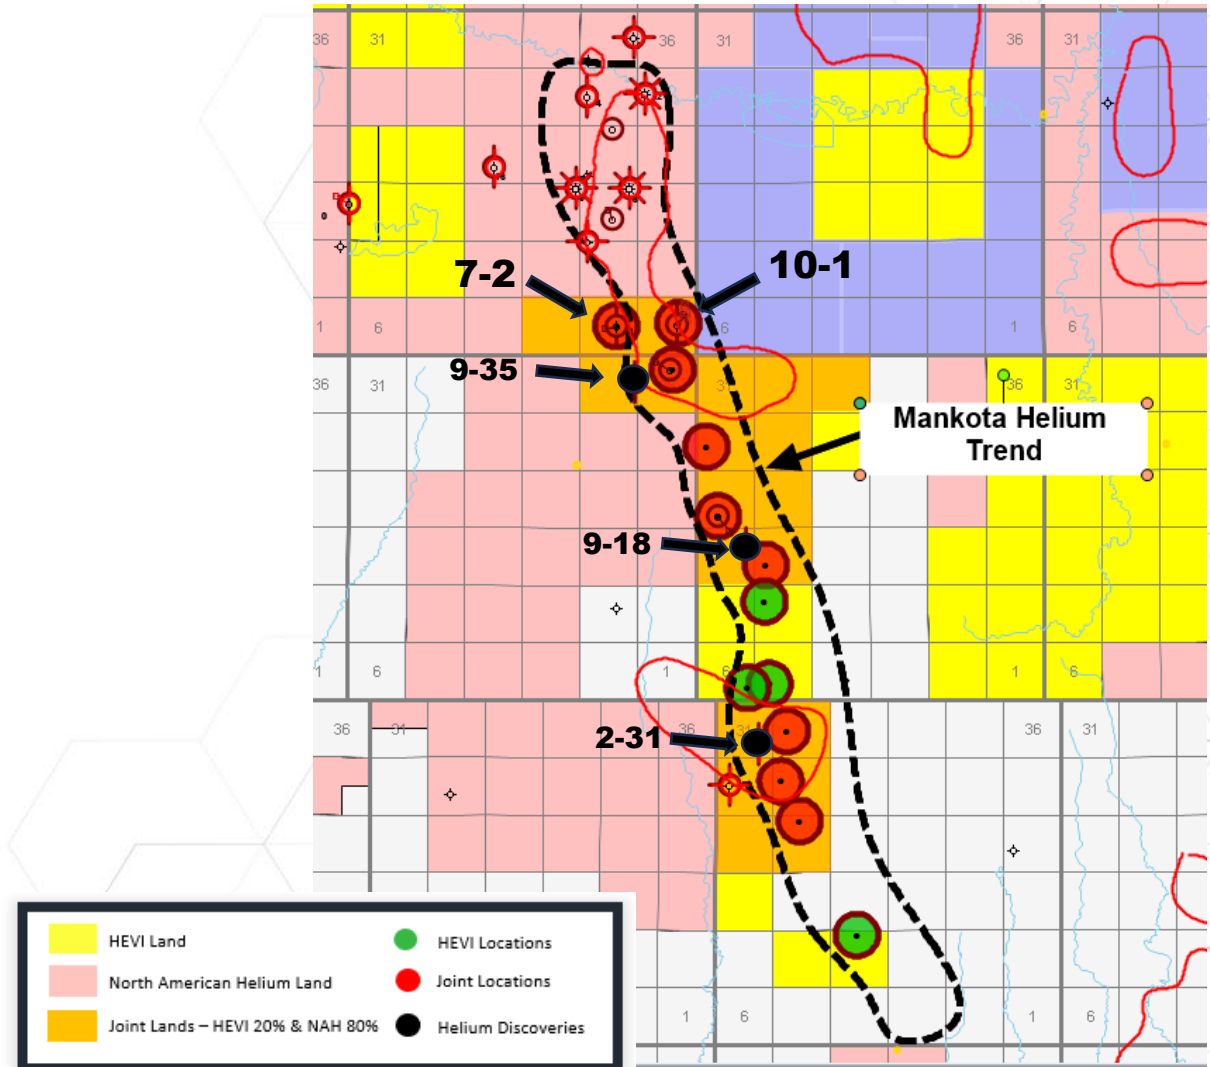 36 31 36 31 36 31
7-2 10-1
1 6 6 1 6
9-35
36 31 31 36 31
Mankota Helium
Trend
9-18
1 6 1 6 1 6
36 31 36 31 36 31
2-31
1 6 1 6
HEVI Land
North American Helium Land
Joint Lands – HEVI 20% & NAH 80%
HEVI Locations
Joint Locations
Helium Discoveries